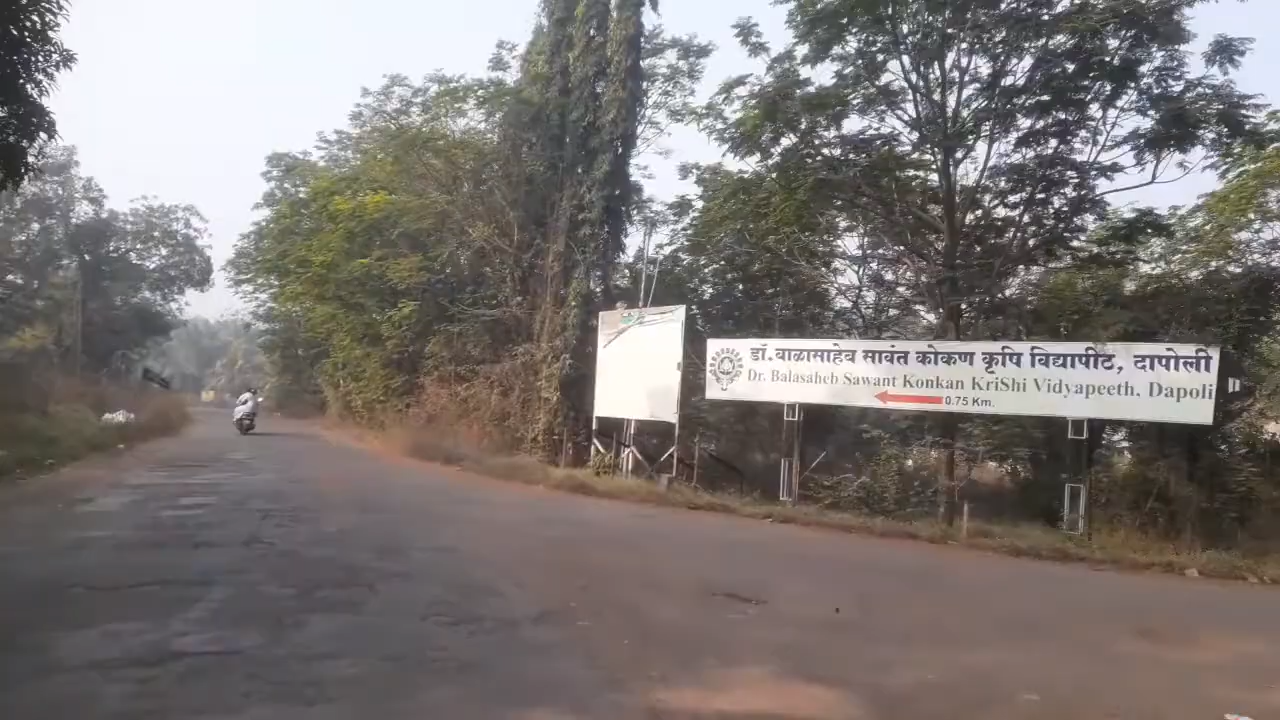 डॉ. बाळासाहेब सावंत कोकण कृषि विद्यापीठ, दापोली
Dr. Balasaheb Sawant Konkan KriShi Vidyapeeth, Dapoli
0.75 Km.